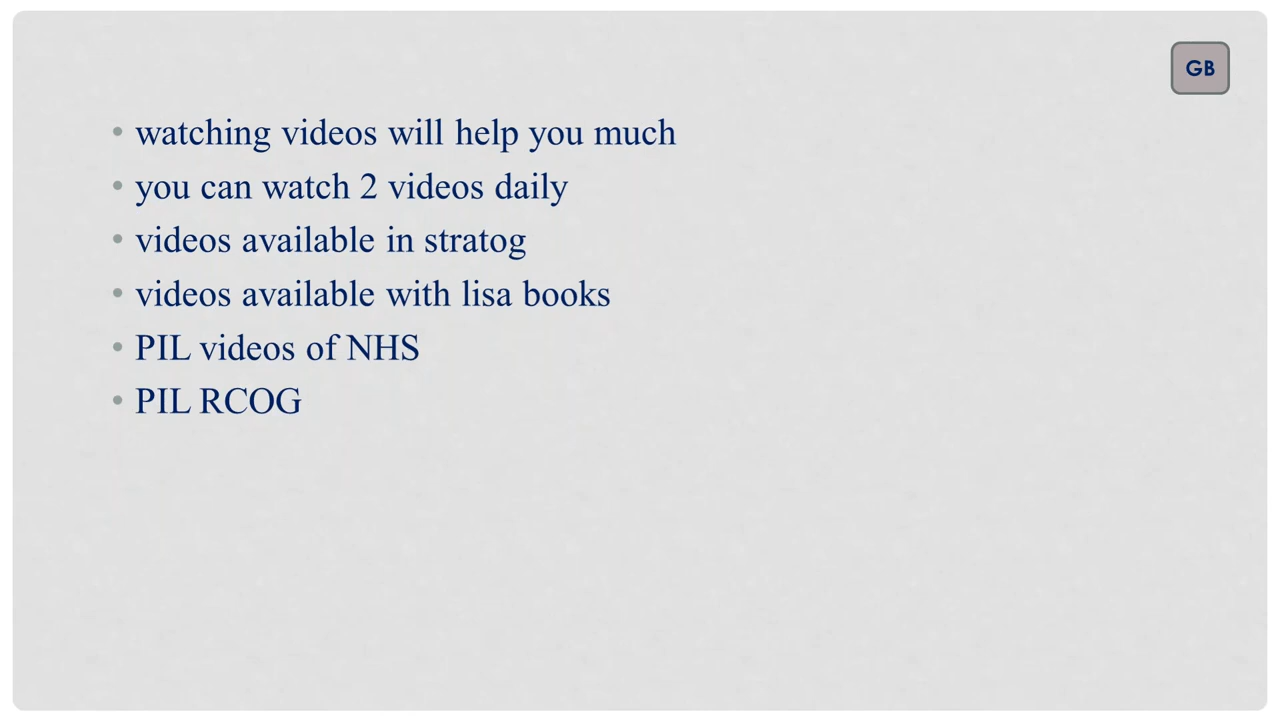 GB
• watching videos will help you much
• you can watch 2 videos daily
• videos available in stratog
• videos available with lisa books
• PIL videos of NHS
• PIL RCOG